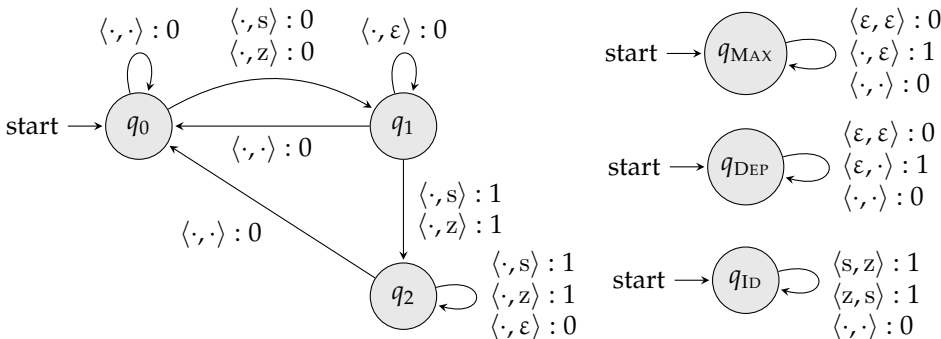 ⟨·, ·⟩ : 0
⟨·, s⟩ : 0
⟨·, z⟩ : 0
⟨·, ε⟩ : 0
start
q0
q1
⟨·, ·⟩ : 0
⟨·, s⟩ : 1
⟨·, z⟩ : 1
⟨·, ·⟩ : 0
q2
⟨·, s⟩ : 1
⟨·, z⟩ : 1
⟨·, ε⟩ : 0
start
qMAX
⟨ε, ε⟩ : 0
⟨·, ε⟩ : 1
⟨·, ·⟩ : 0
start
qDEP
⟨ε, ε⟩ : 0
⟨ε, ·⟩ : 1
⟨·, ·⟩ : 0
start
qID
⟨s, z⟩ : 1
⟨z, s⟩ : 1
⟨·, ·⟩ : 0